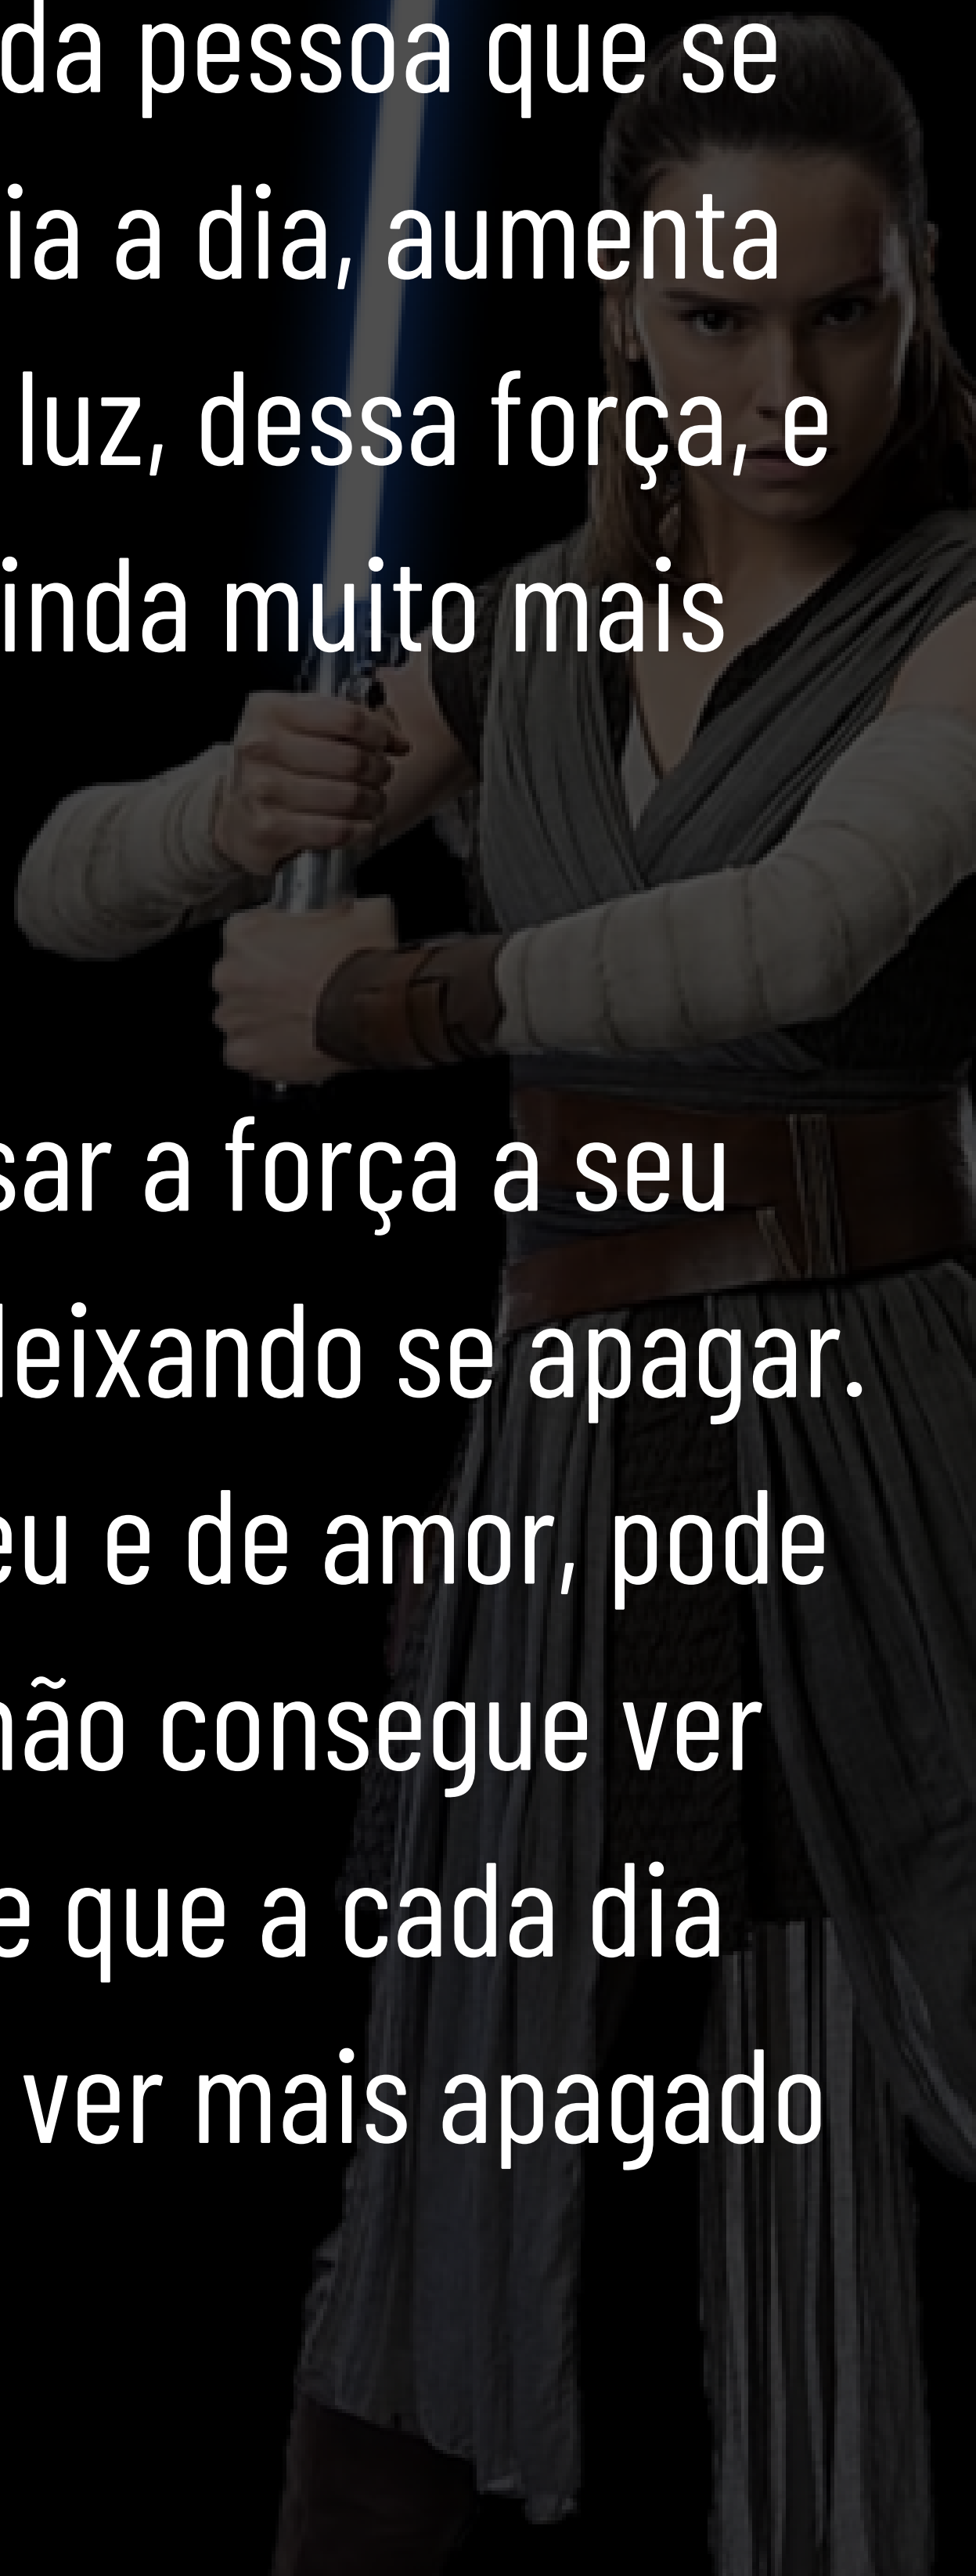 da pessoa que se
ia a dia, aumenta
luz, dessa força, e
inda muito mais
sar a força a seu
leixando se apagar.
eu e de amor, pode
não consegue ver
e que a cada dia
ver mais apagado